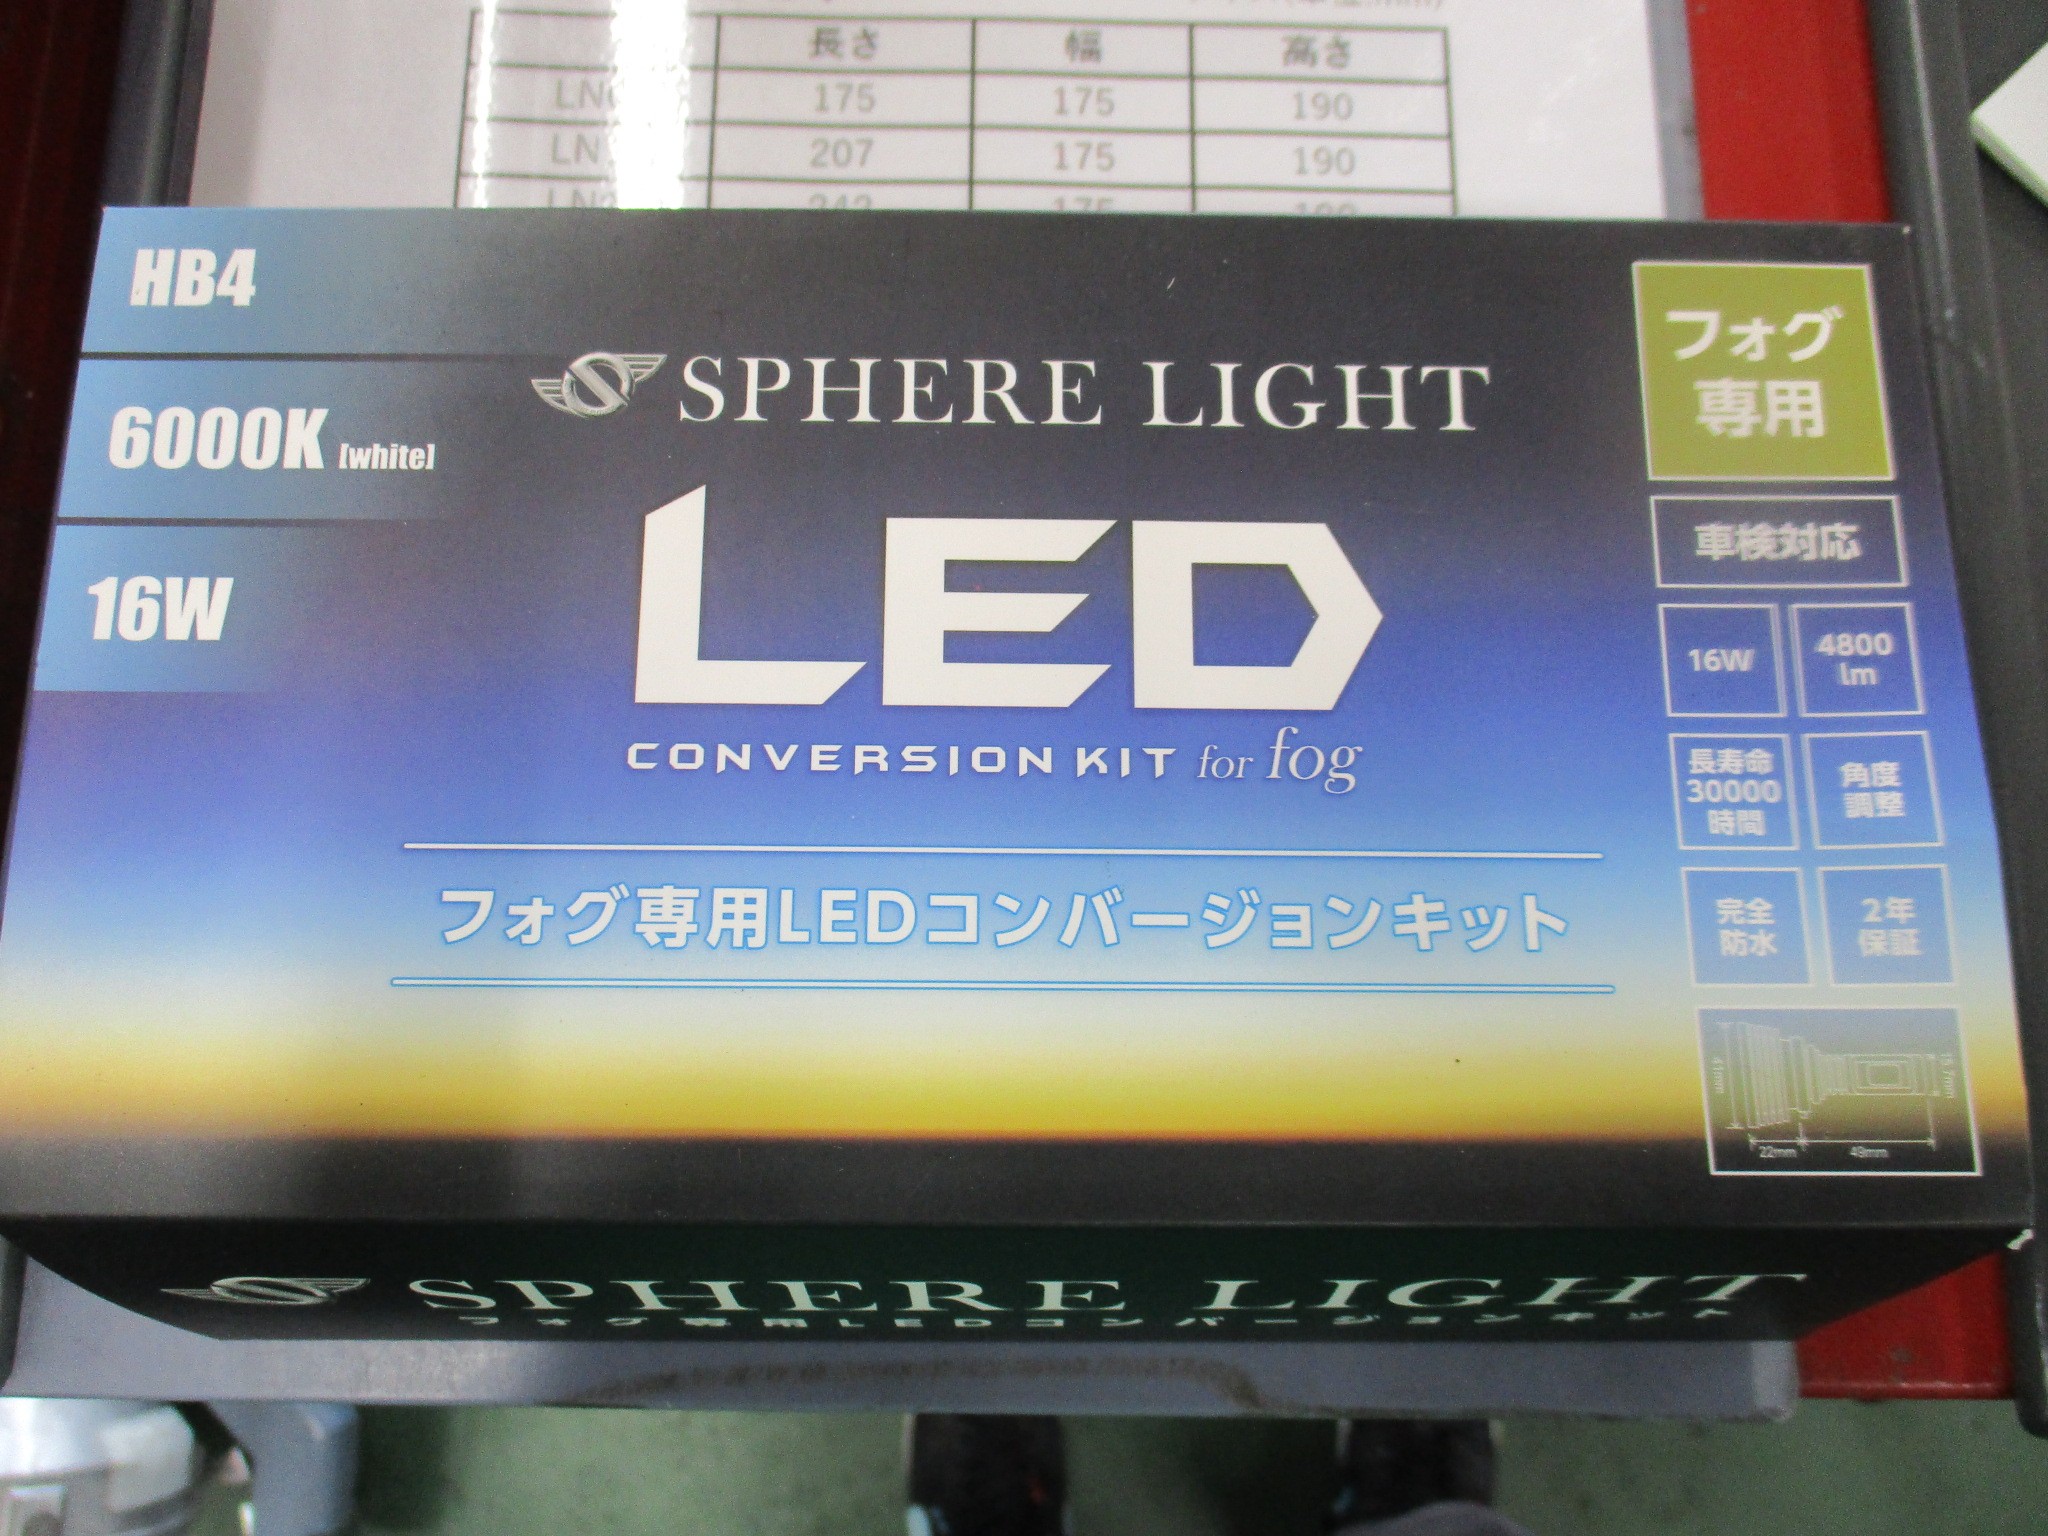 長さ 幅 高さ
175 175 190
LN 207 175 190
HB4
6000K [white]
16W
SPHERE LIGHT
LED
CONVERSION KIT for fog
フォグ専用LEDコンバージョンキット
フォグ
専用
車検対応
16W
4800
lm
長寿命
30000
時間
角度
調整
完全
防水
2年
保証
41mm
22mm
49mm
SPHERE LIGHT
フォグ専用LEDコンバージョンキット